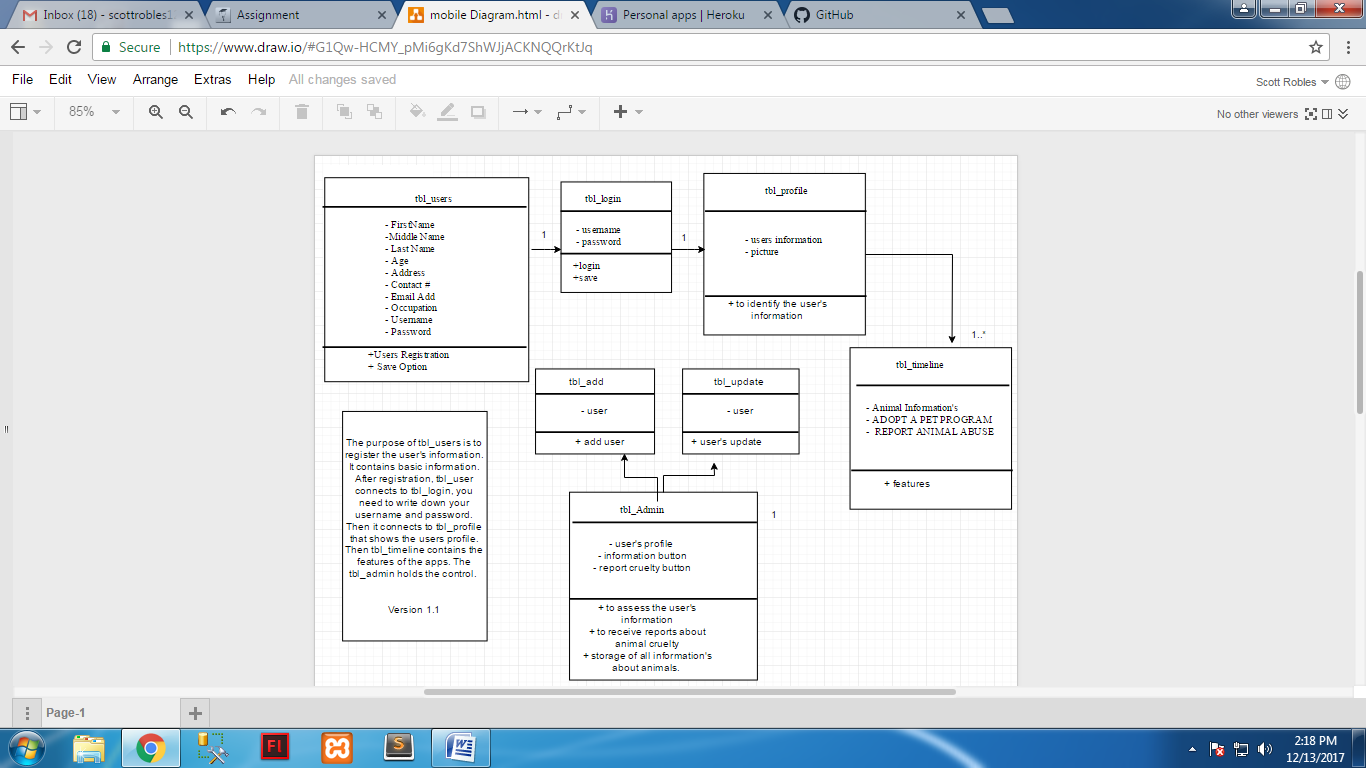 Inbox (18) - scottrobles1
Assignment
mobile Diagram.html - d
Personal apps | Heroku
GitHub
Secure
https://www.draw.io/#G1Qw-HCMY_pMi6gKd7ShWJjACKNQQrKtJq
File Edit View Arrange Extras Help All changes saved
Scott Robles
85%
No other viewers
tbl_users
- FirstName
-Middle Name
- Last Name
- Age
- Address
- Contact #
- Email Add
- Occupation
- Username
- Password
+Users Registration
+ Save Option
1
tbl_login
- username
- password
+login
+save
1
tbl_profile
- users information
- picture
+ to identify the user's
information
1..*
tbl_timeline
- Animal Information's
- ADOPT A PET PROGRAM
- REPORT ANIMAL ABUSE
+ features
tbl_add
- user
+ add user
tbl_update
- user
+ user's update
The purpose of tbl_users is to
register the user's information.
It contains basic information.
After registration, tbl_user
connects to tbl_login, you
need to write down your
username and password.
Then it connects to tbl_profile
that shows the users profile.
Then tbl_timeline contains the
features of the apps. The
tbl_admin holds the control.
Version 1.1
tbl_Admin
1
- user's profile
- information button
- report cruelty button
+ to assess the user's
information
+ to receive reports about
animal cruelty
+ storage of all information's
about animals.
Page-1
Fl
S
W
2:18 PM
12/13/2017